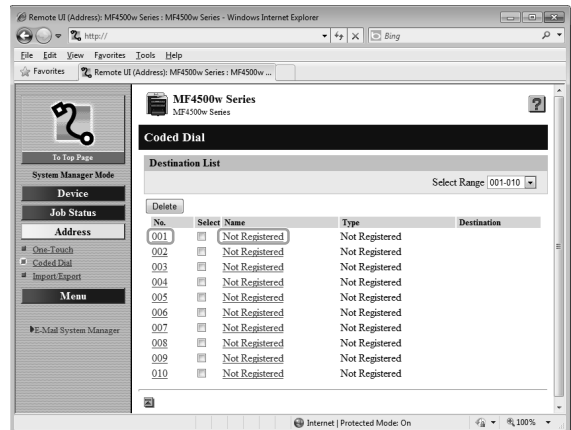 Remote UI (Address): MF4500w Series : MF4500w Series - Windows Internet Explorer
http:// Bing
File Edit View Favorites Tools Help
Favorites Remote UI (Address): MF4500w Series : MF4500w ...
MF4500w Series
MF4500w Series
To Top Page
System Manager Mode
Device
Job Status
Address
One-Touch
Coded Dial
Import/Export
Menu
E-Mail System Manager
Coded Dial
Destination List
Select Range 001-010
Delete
No. Select Name Type Destination
001 Not Registered Not Registered
002 Not Registered Not Registered
003 Not Registered Not Registered
004 Not Registered Not Registered
005 Not Registered Not Registered
006 Not Registered Not Registered
007 Not Registered Not Registered
008 Not Registered Not Registered
009 Not Registered Not Registered
010 Not Registered Not Registered
Internet | Protected Mode: On 100%